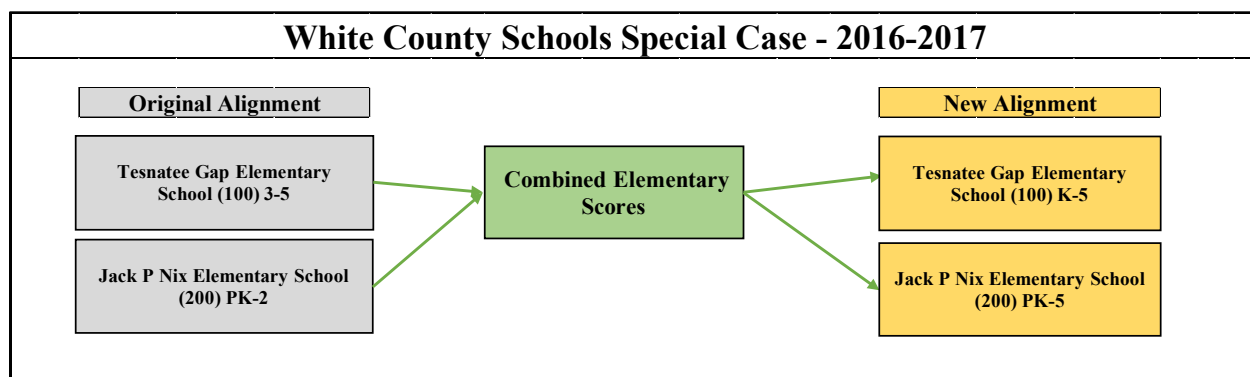 White County Schools Special Case - 2016-2017
Original Alignment
New Alignment
Tesnatee Gap Elementary
School (100) 3-5
Combined Elementary
Scores
Tesnatee Gap Elementary
School (100) K-5
Jack P Nix Elementary School
(200) PK-2
Jack P Nix Elementary School
(200) PK-5